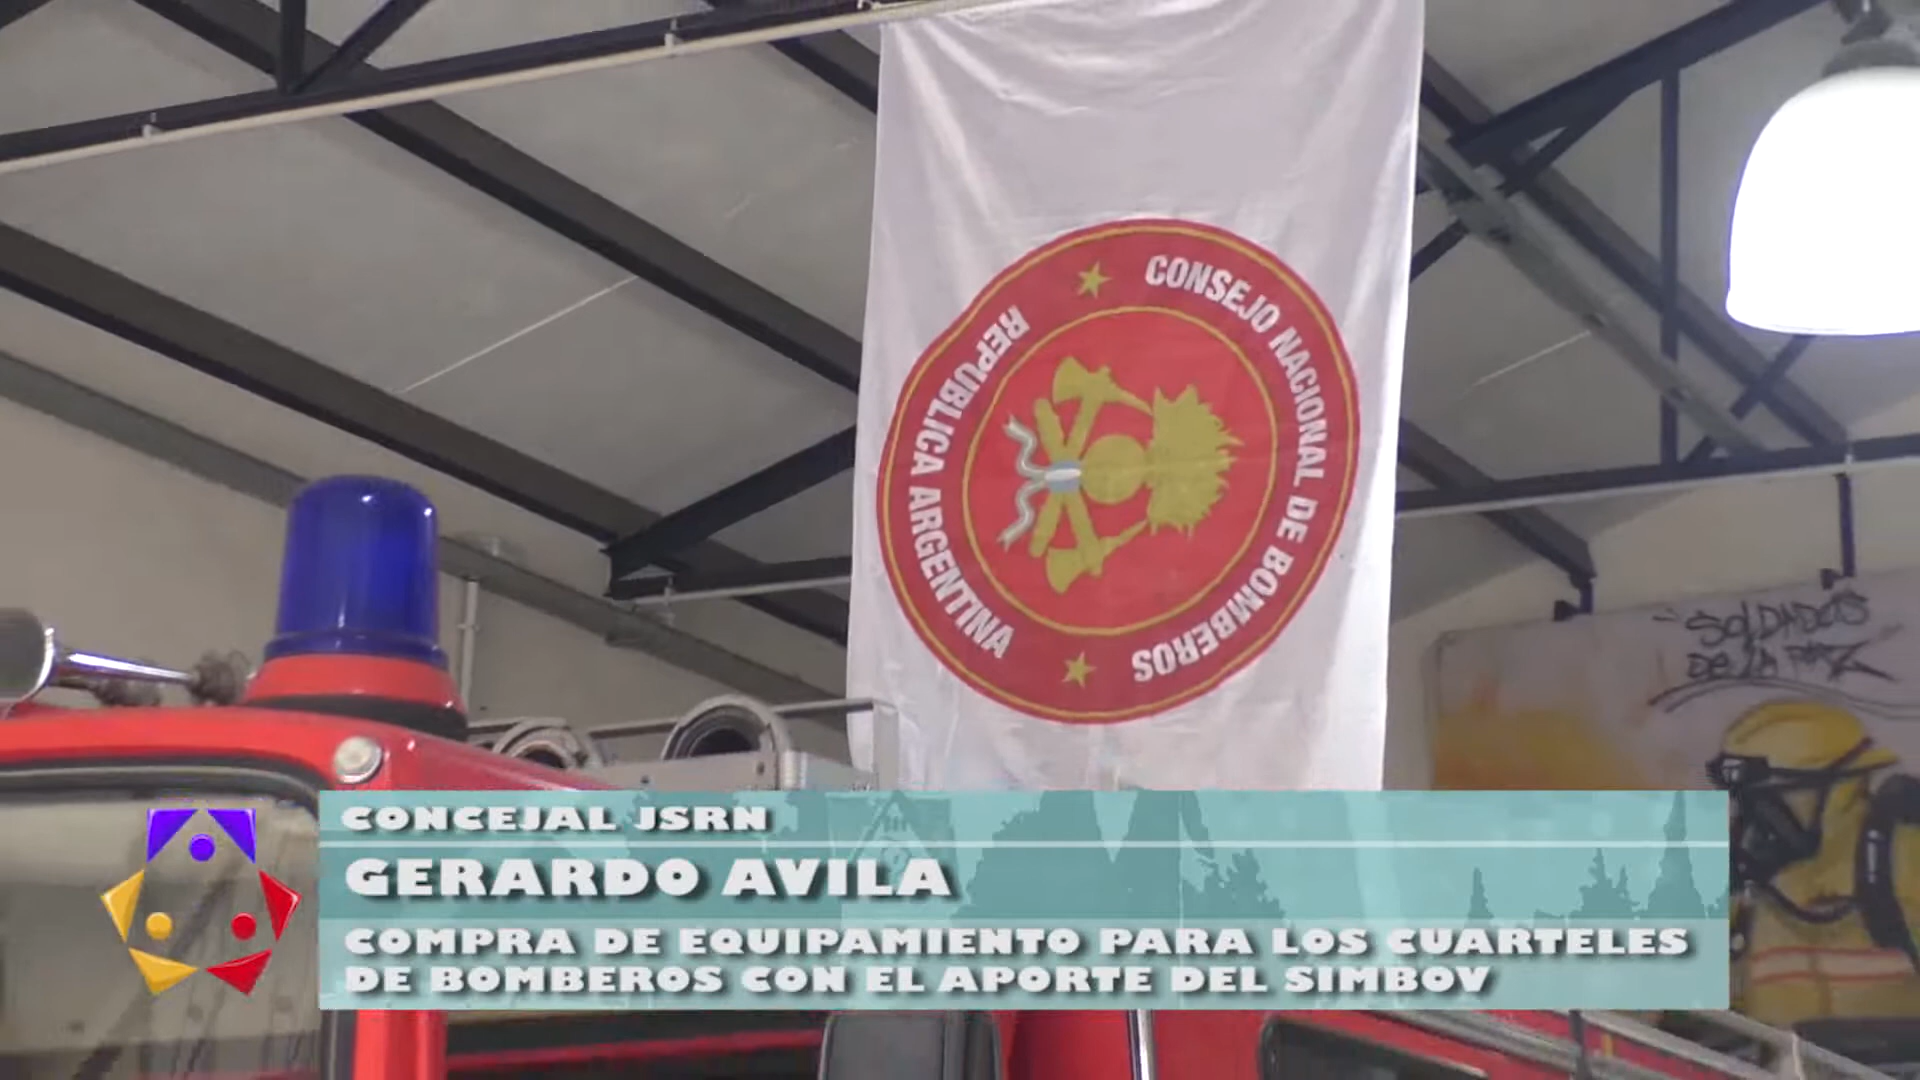 CONSEJO NACIONAL DE BOMBEROS
REPUBLICA ARGENTINA
SOLDADOS
DE LA PAZ
CONCEJAL JSRN
GERARDO AVILA
COMPRA DE EQUIPAMIENTO PARA LOS CUARTELES
DE BOMBEROS CON EL APORTE DEL SIMBOV